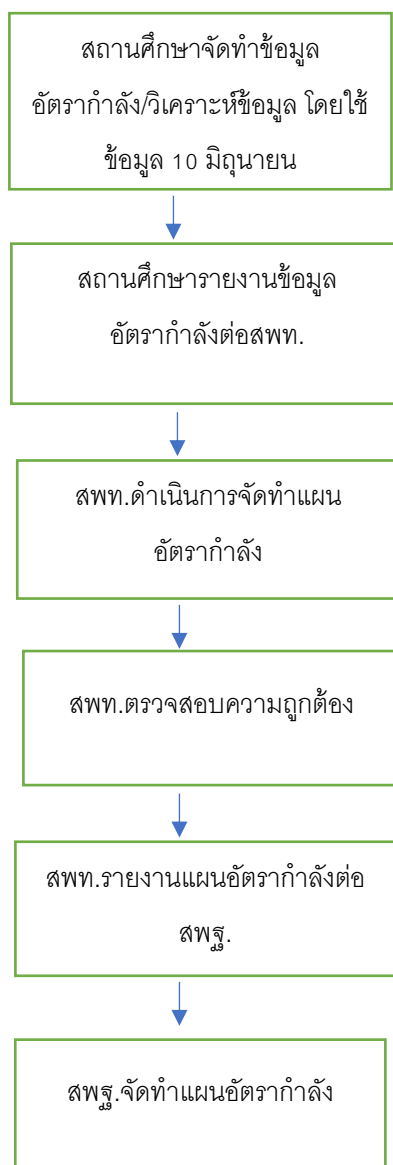 สถานศึกษาจัดทำข้อมูล
อัตรากำลัง/วิเคราะห์ข้อมูล โดยใช้
ข้อมูล 10 มิถุนายน
สถานศึกษารายงานข้อมูล
อัตรากำลังต่อสพท.
สพท.ดำเนินการจัดทำแผน
อัตรากำลัง
สพท.ตรวจสอบความถูกต้อง
สพท.รายงานแผนอัตรากำลังต่อ
สพฐ.
สพฐ.จัดทำแผนอัตรากำลัง